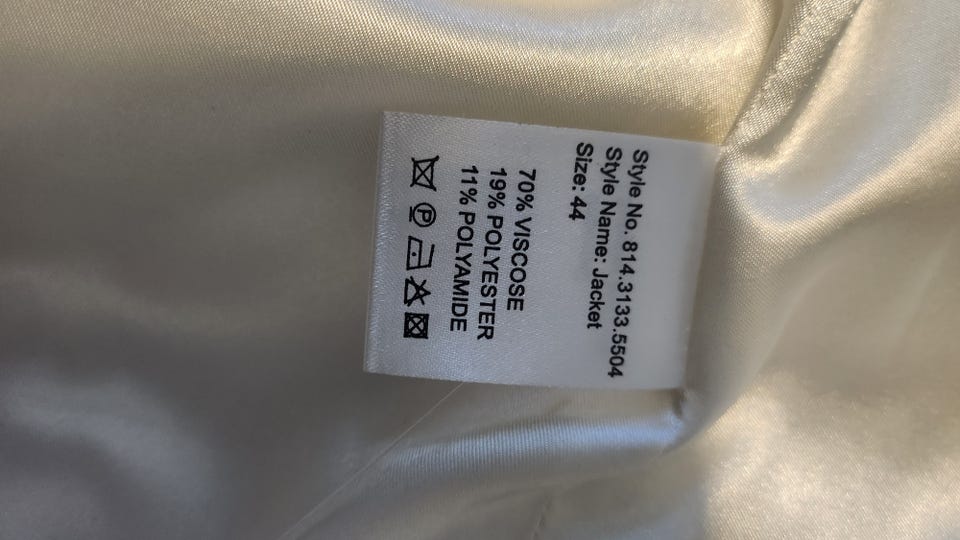 Style No. 814.3133.5504
Style Name: Jacket
Size: 44
70% VISCOSE
19% POLYESTER
11% POLYAMIDE
P